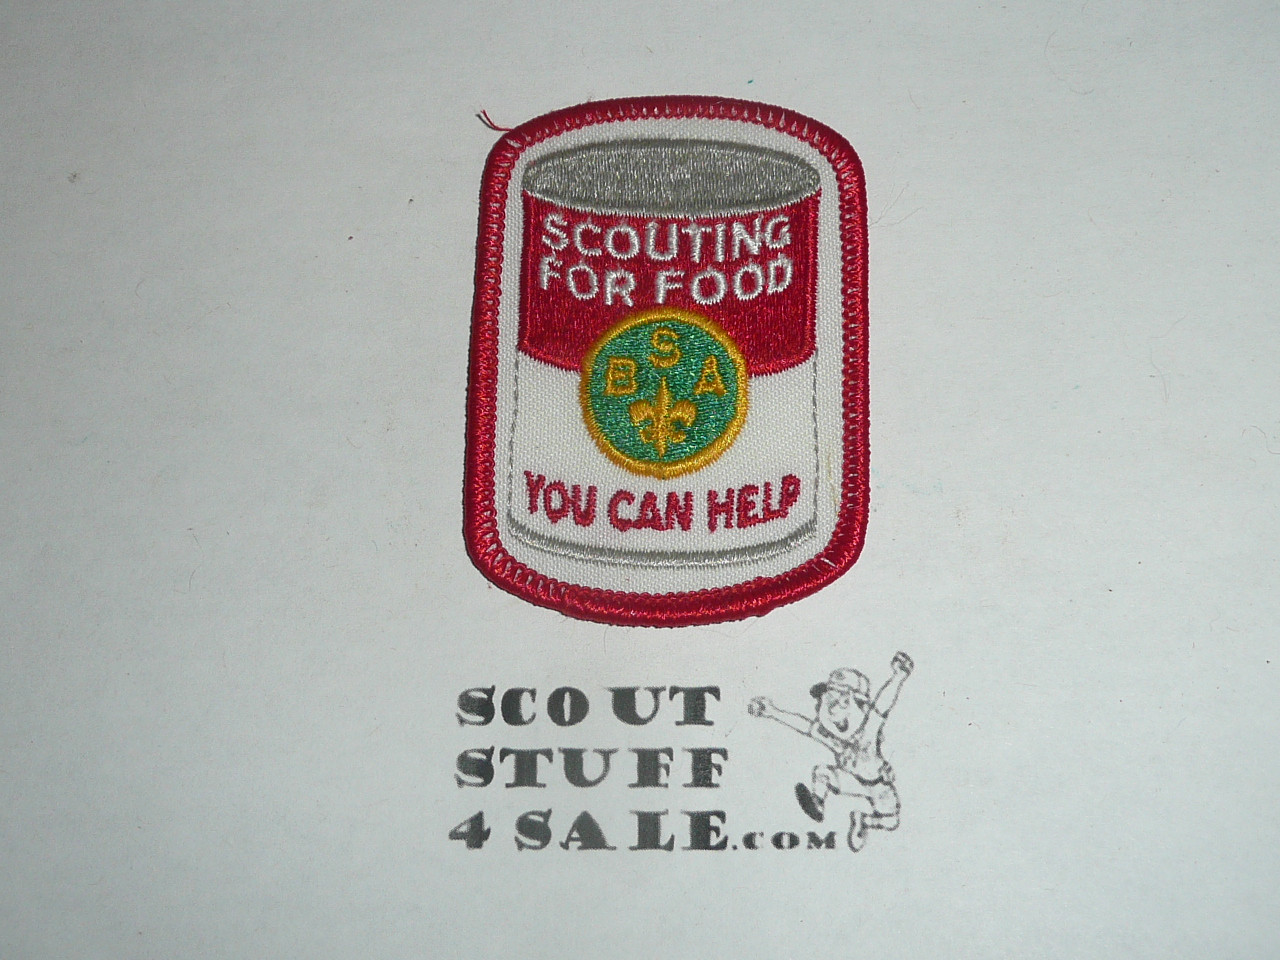 SCOUTING
FOR FOOD
B S A
YOU CAN HELP
SCOUT
STUFF
4 SALE.COM